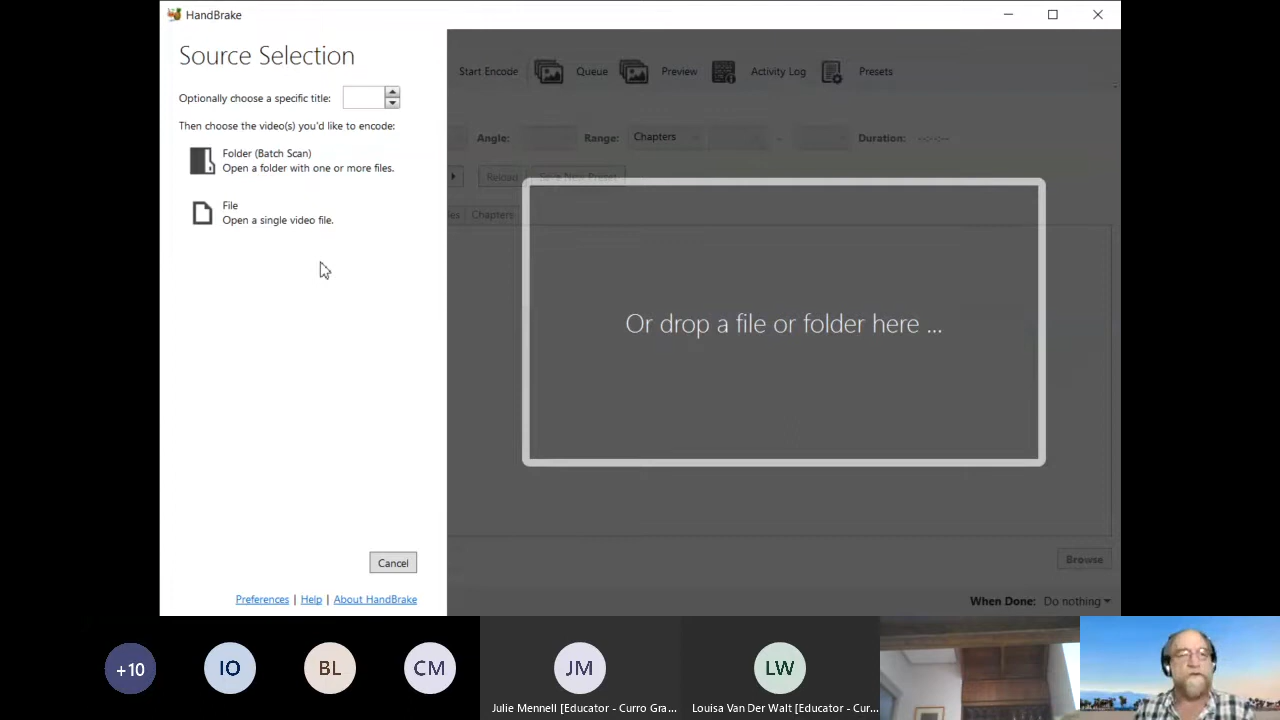 HandBrake
Source Selection
Optionally choose a specific title:
Then choose the video(s) you'd like to encode:
Folder (Batch Scan)
Open a folder with one or more files.
File
Open a single video file.
Cancel
Preferences | Help | About HandBrake
Start Encode
Queue
Preview
Activity Log
Presets
Angle:
Range:
Chapters
-
Duration:
--:--:--
Reload
Chapters
Or drop a file or folder here ...
Browse
When Done: Do nothing
+10
IO
BL
CM
JM
LW
Julie Mennell [Educator - Curro Gra...
Louisa Van Der Walt [Educator - Cur...